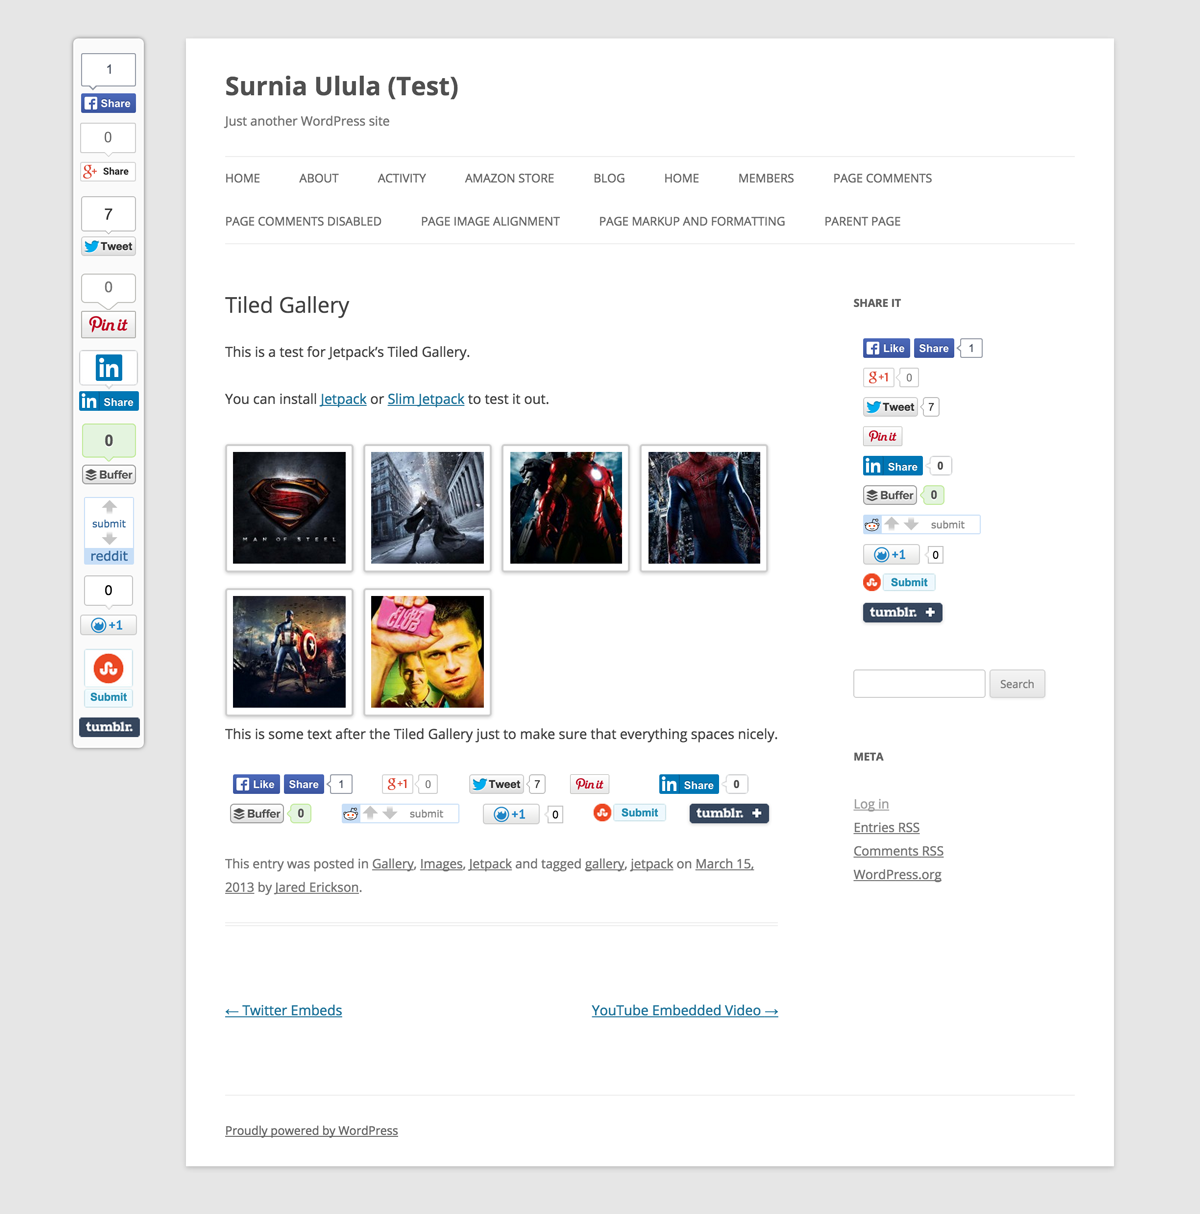 1
Share
0
g+ Share
7
Tweet
0
Pin it
in
in Share
0
Buffer
submit
reddit
0
+1
Submit
tumblr.
Surnia Ulula (Test)
Just another WordPress site
HOME ABOUT ACTIVITY AMAZON STORE BLOG HOME MEMBERS PAGE COMMENTS
PAGE COMMENTS DISABLED PAGE IMAGE ALIGNMENT PAGE MARKUP AND FORMATTING PARENT PAGE
Tiled Gallery
This is a test for Jetpack’s Tiled Gallery.
You can install Jetpack or Slim Jetpack to test it out.
MAN OF STEEL
FIGHT
CLUB
This is some text after the Tiled Gallery just to make sure that everything spaces nicely.
Like Share 1 g+1 0 Tweet 7 Pin it in Share 0
Buffer 0 submit +1 0 Submit tumblr. +
This entry was posted in Gallery, Images, Jetpack and tagged gallery, jetpack on March 15,
2013 by Jared Erickson.
← Twitter Embeds YouTube Embedded Video →
SHARE IT
Like Share 1
g+1 0
Tweet 7
Pin it
in Share 0
Buffer 0
submit
+1 0
Submit
tumblr. +
Search
META
Log in
Entries RSS
Comments RSS
WordPress.org
Proudly powered by WordPress